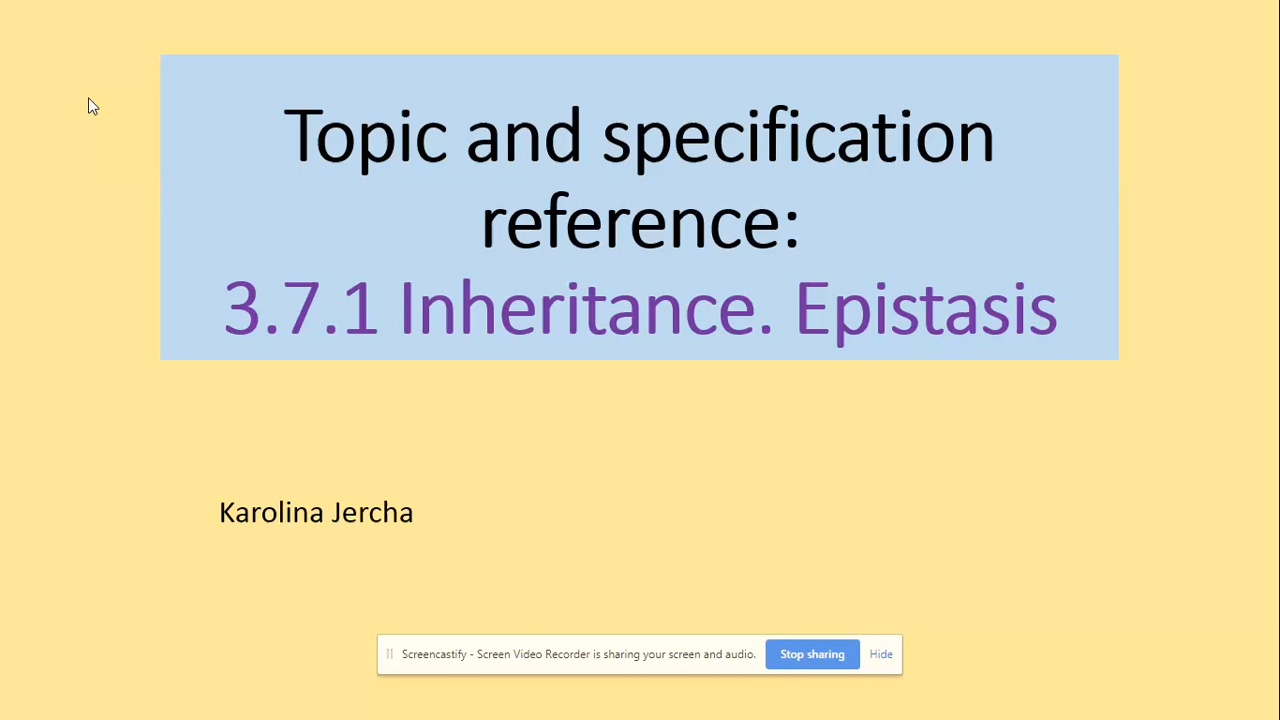 Topic and specification
reference:
3.7.1 Inheritance. Epistasis
Karolina Jercha
Screencastify - Screen Video Recorder is sharing your screen and audio. Stop sharing Hide